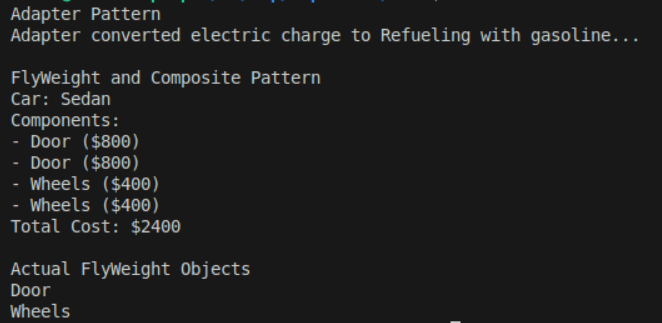 Adapter Pattern
Adapter converted electric charge to Refueling with gasoline...
FlyWeight and Composite Pattern
Car: Sedan
Components:
- Door ($800)
- Door ($800)
- Wheels ($400)
- Wheels ($400)
Total Cost: $2400
Actual FlyWeight Objects
Door
Wheels